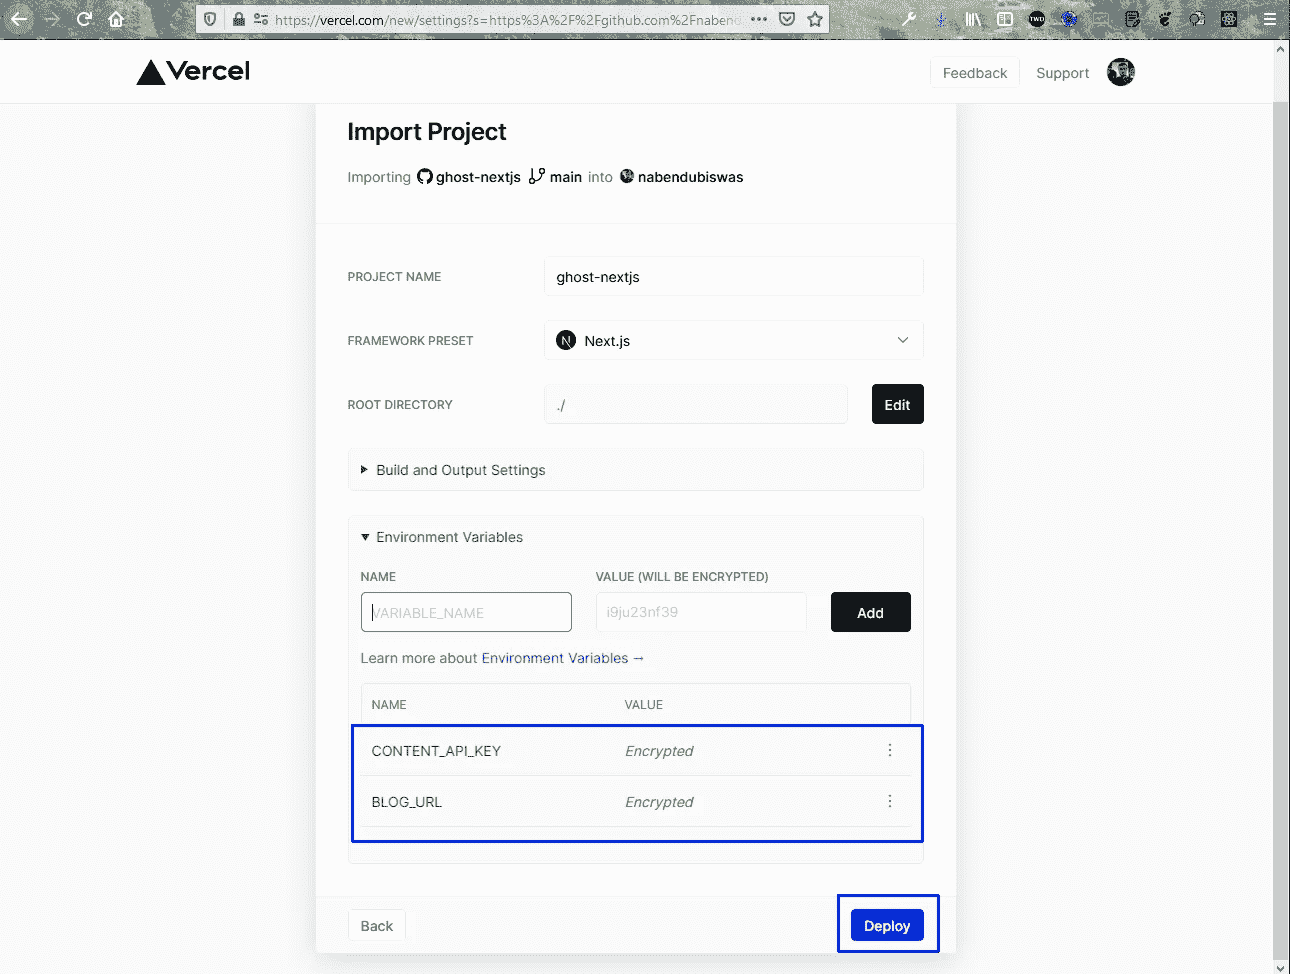 https://vercel.com/new/settings?s=https%3A%2F%2Fgithub.com%2Fnabend
TWD
Vercel
Feedback
Support
Import Project
Importing ghost-nextjs main into nabendubiswas
PROJECT NAME
ghost-nextjs
FRAMEWORK PRESET
N Next.js
ROOT DIRECTORY
./
Edit
Build and Output Settings
Environment Variables
NAME
VALUE (WILL BE ENCRYPTED)
VARIABLE_NAME
i9ju23nf39
Add
Learn more about Environment Variables →
NAME
VALUE
CONTENT_API_KEY
Encrypted
BLOG_URL
Encrypted
Back
Deploy